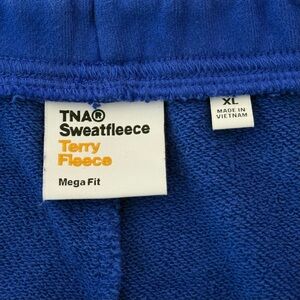 TNA®
Sweatfleece
Terry
Fleece
Mega Fit
XL
MADE IN
VIETNAM